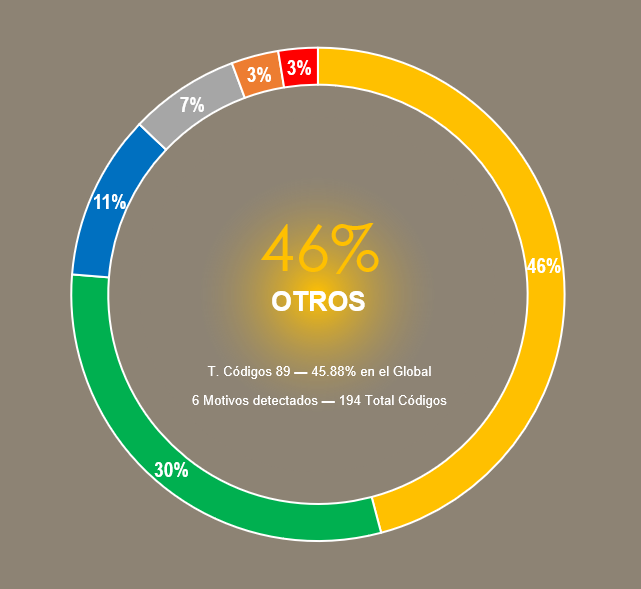 3%
3%
7%
11%
46%
46%
OTROS
T. Códigos 89 — 45.88% en el Global
6 Motivos detectados — 194 Total Códigos
30%